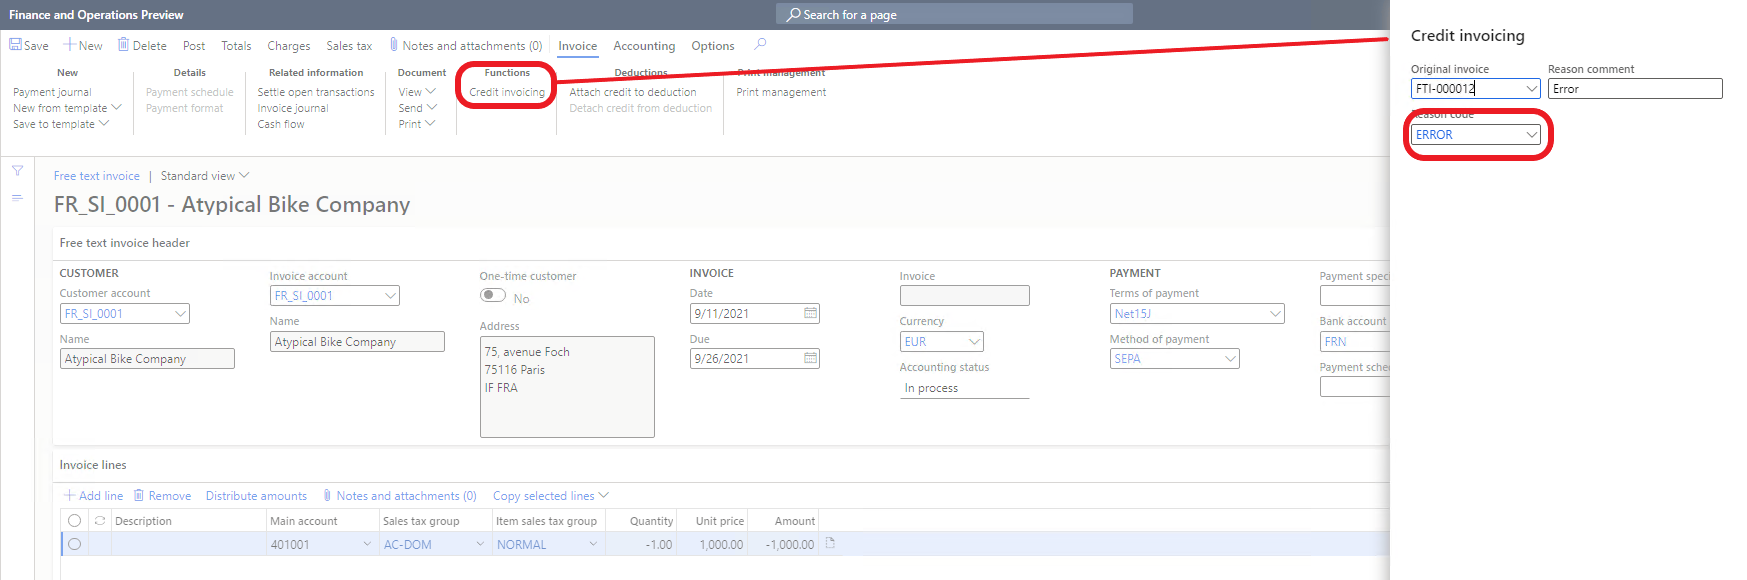 Finance and Operations Preview
Search for a page
Save New Delete Post Totals Charges Sales tax Notes and attachments (0) Invoice Accounting Options
New
Payment journal
New from template
Save to template
Details
Payment schedule
Payment format
Related information
Settle open transactions
Invoice journal
Cash flow
Document
View
Send
Print
Functions
Credit invoicing
Deductions
Attach credit to deduction
Detach credit from deduction
Print management
Print management
Free text invoice | Standard view
FR_SI_0001 - Atypical Bike Company
Free text invoice header
CUSTOMER
Customer account
FR_SI_0001
Name
Atypical Bike Company
Invoice account
FR_SI_0001
Name
Atypical Bike Company
One-time customer
No
Address
75, avenue Foch
75116 Paris
IF FRA
INVOICE
Date
9/11/2021
Due
9/26/2021
Invoice
Currency
EUR
Accounting status
In process
PAYMENT
Terms of payment
Net15J
Method of payment
SEPA
Payment speci
Bank account
FRN
Payment sche
Invoice lines
Add line Remove Distribute amounts Notes and attachments (0) Copy selected lines
Description Main account Sales tax group Item sales tax group Quantity Unit price Amount
401001 AC-DOM NORMAL -1.00 1,000.00 -1,000.00
Credit invoicing
Original invoice
FTI-000012
Reason comment
Error
Reason code
ERROR